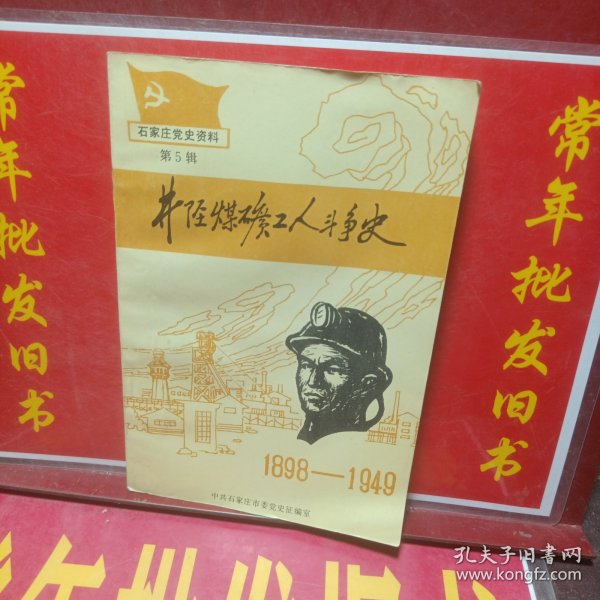 石家庄党史资料
第5辑
井陉煤矿工人斗争史
1898—1949
中共石家庄市委党史征编室
常年批发旧书
常年批发旧书
孔夫子旧书网
www.kongfz.com